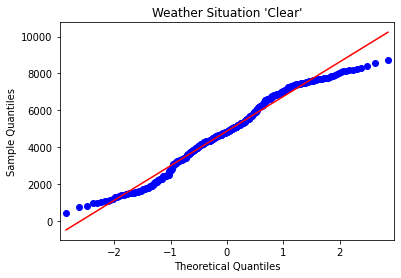 Weather Situation 'Clear'
10000
8000
6000
4000
2000
0
Sample Quantiles
−2 −1 0 1 2
Theoretical Quantiles